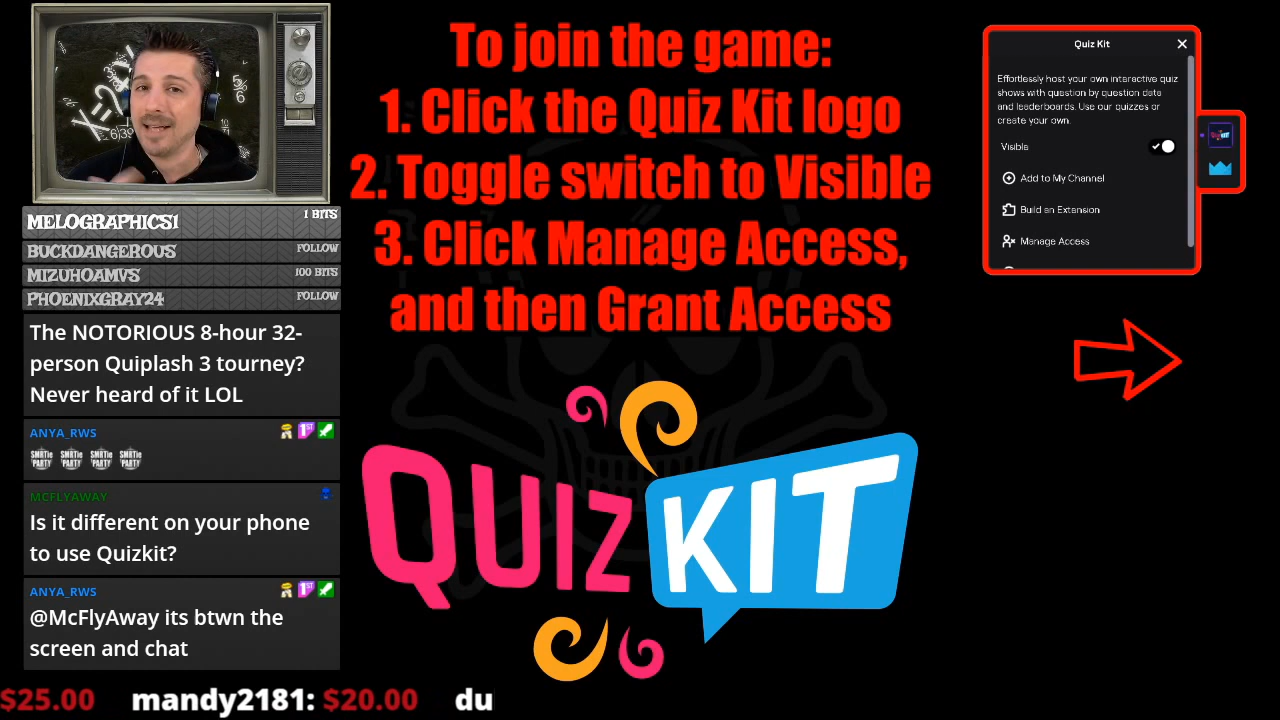 To join the game:
1. Click the Quiz Kit logo
2. Toggle switch to Visible
3. Click Manage Access,
and then Grant Access
Quiz Kit
Effortlessly host your own interactive quiz
shows with question by question data
and leaderboards. Use our quizzes or
create your own.
Visible
Add to My Channel
Build an Extension
Manage Access
MELOGRAPHICS1 1 BITS
BUCKDANGEROUS FOLLOW
MIZUHOAMVS 100 BITS
PHOENIXGRAY24 FOLLOW
The NOTORIOUS 8-hour 32-
person Quiplash 3 tourney?
Never heard of it LOL
ANYA_RWS
MCFLYAWAY
Is it different on your phone
to use Quizkit?
ANYA_RWS
@McFlyAway its btwn the
screen and chat
QUIZ KIT
$25.00 mandy2181: $20.00 du